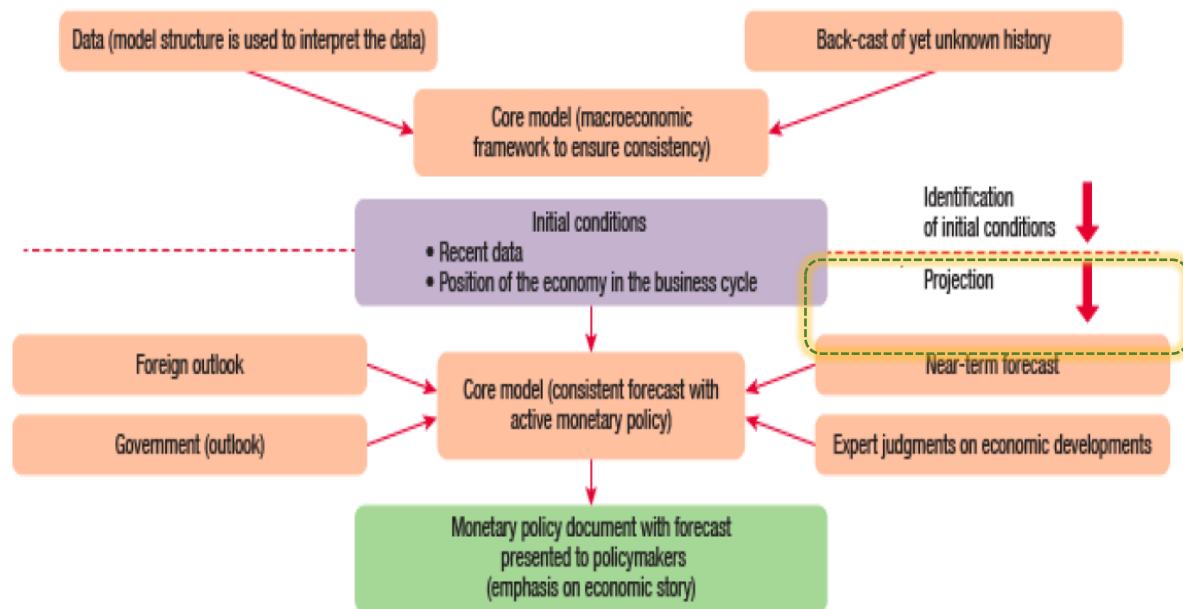 Data (model structure is used to interpret the data)
Back-cast of yet unknown history
Core model (macroeconomic
framework to ensure consistency)
Identification
of initial conditions
Initial conditions
• Recent data
• Position of the economy in the business cycle
Projection
Foreign outlook
Near-term forecast
Core model (consistent forecast with
active monetary policy)
Government (outlook)
Expert judgments on economic developments
Monetary policy document with forecast
presented to policymakers
(emphasis on economic story)